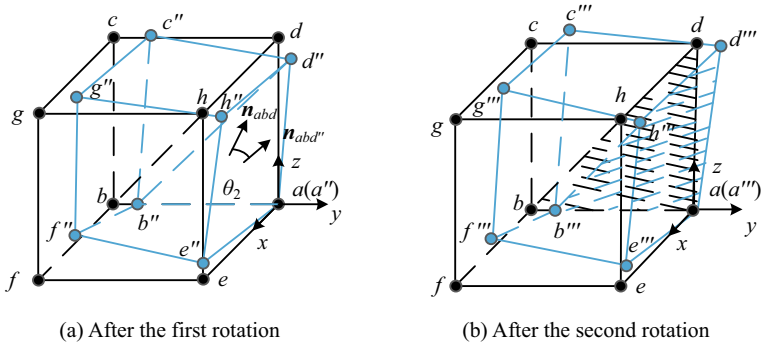 c c″ d
d″
g″ h h″ n_abd
g n_abd″
z
b b″ θ₂ a(a″) y
f″ x
e″
f e
(a) After the first rotation
c c‴ d d‴
g‴ h
g h‴
z
b b‴ a(a‴)
f‴ x y
e‴
f e
(b) After the second rotation